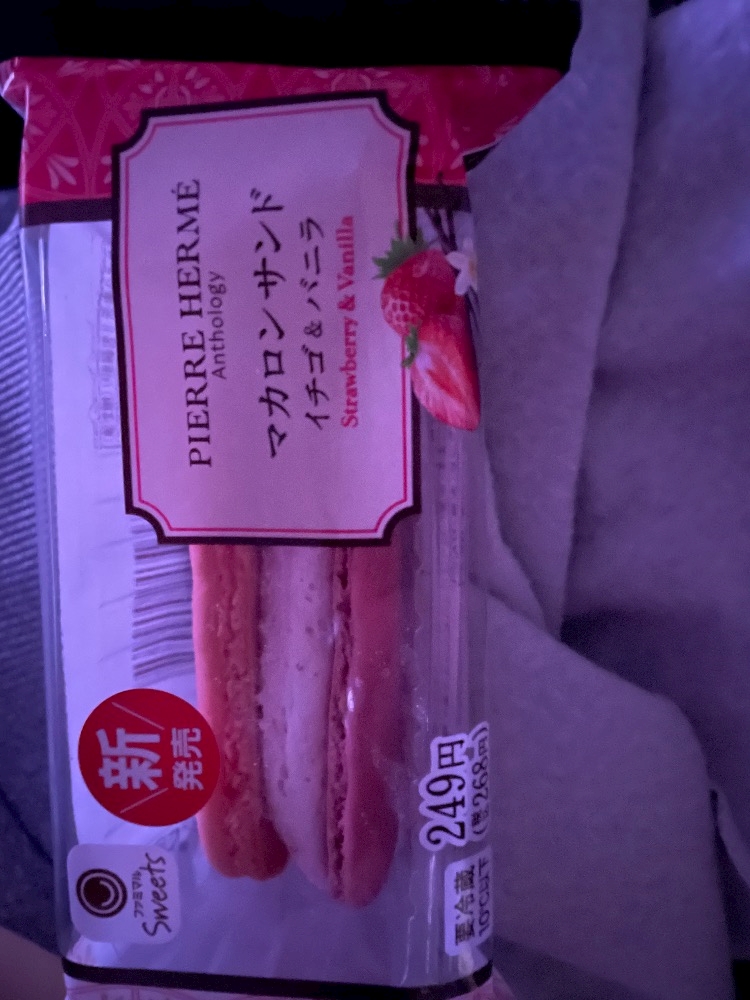 PIERRE HERMÉ
Anthology
マカロンサンド
イチゴ & バニラ
Strawberry & Vanilla
新
発売
ファミマル
Sweets
249円
(税込268円)
要冷蔵
10℃以下